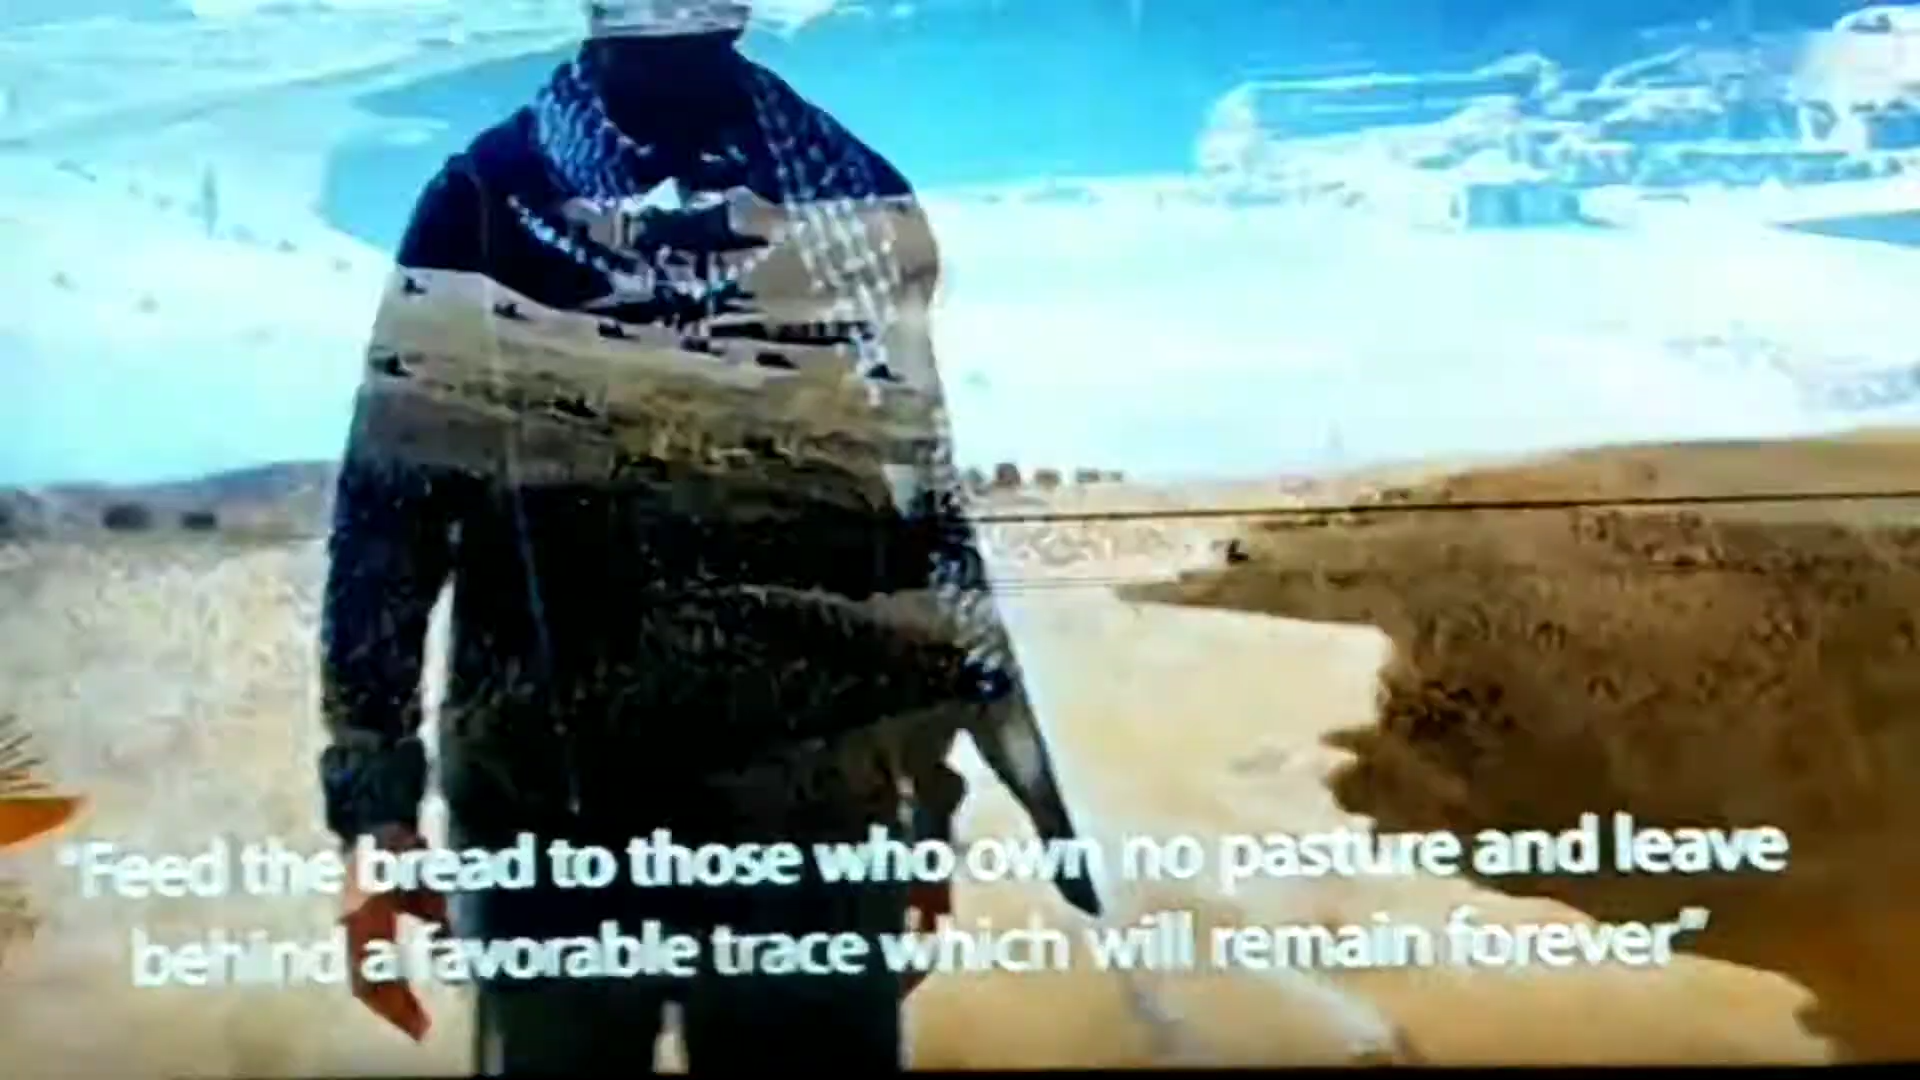 "Feed the bread to those who own no pasture and leave
behind a favorable trace which will remain forever"